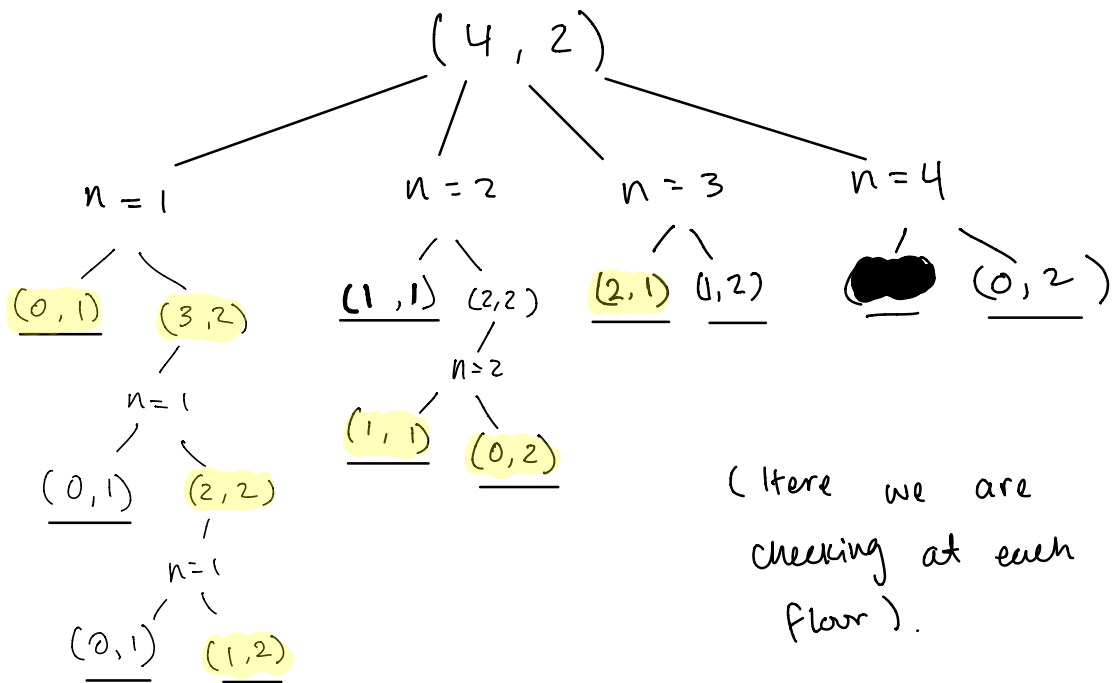 (4, 2)
n = 1
n = 2
n = 3
n = 4
(0, 1) (3, 2)
(1, 1) (2, 2)
(2, 1) (1, 2)
( (0, 2)
n = 1
n = 2
(0, 1) (2, 2)
(1, 1) (0, 2)
n = 1
(0, 1) (1, 2)
(Here we are
checking at each
floor).